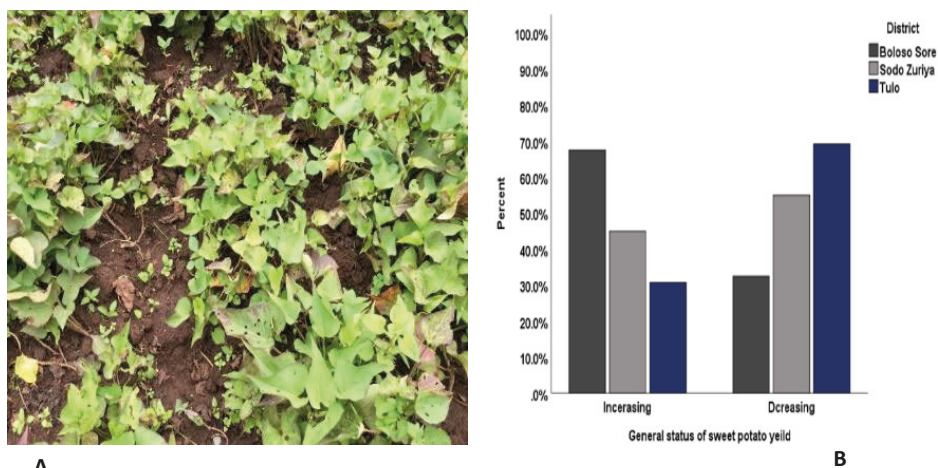 District
Boloso Sore
Sodo Zuriya
Tulo
100.0%
90.0%
80.0%
70.0%
60.0%
50.0%
40.0%
30.0%
20.0%
10.0%
.0%
Percent
Incerasing
Dcreasing
General status of sweet potato yeild
A
B